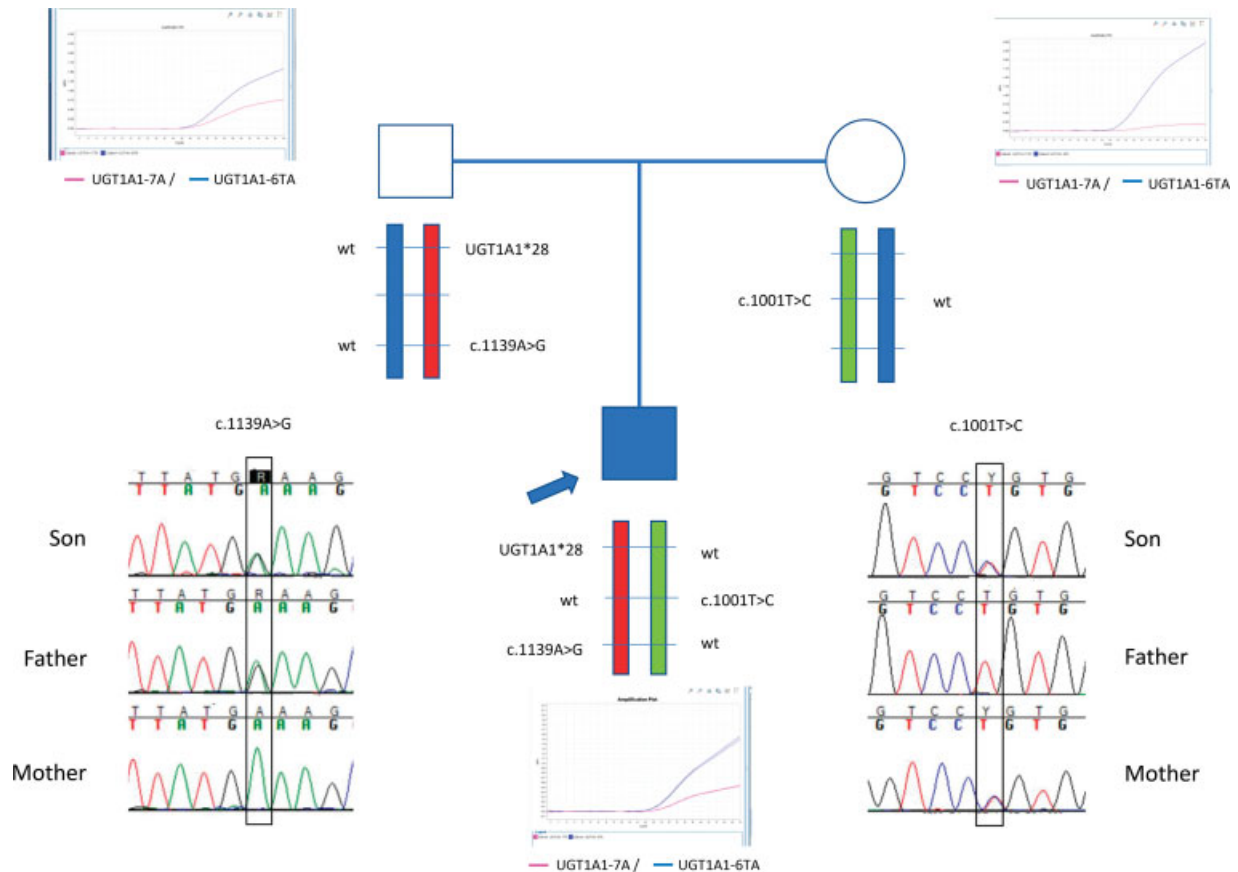 UGT1A1-7A / UGT1A1-6TA
UGT1A1-7A / UGT1A1-6TA
wt UGT1A1*28
wt c.1139A>G
c.1001T>C wt
c.1139A>G
T T A T G R A A G
T T A T G A A A G
Son
T T A T G R A A G
T T A T G A A A G
Father
T T A T G A A A G
T T A T G A A A G
Mother
UGT1A1*28 wt
wt c.1001T>C
c.1139A>G wt
Amplification Plot
UGT1A1-7A / UGT1A1-6TA
c.1001T>C
G T C C Y G T G
G T C C T G T G
Son
G T C C T G T G
G T C C T G T G
Father
G T C C Y G T G
G T C C T G T G
Mother